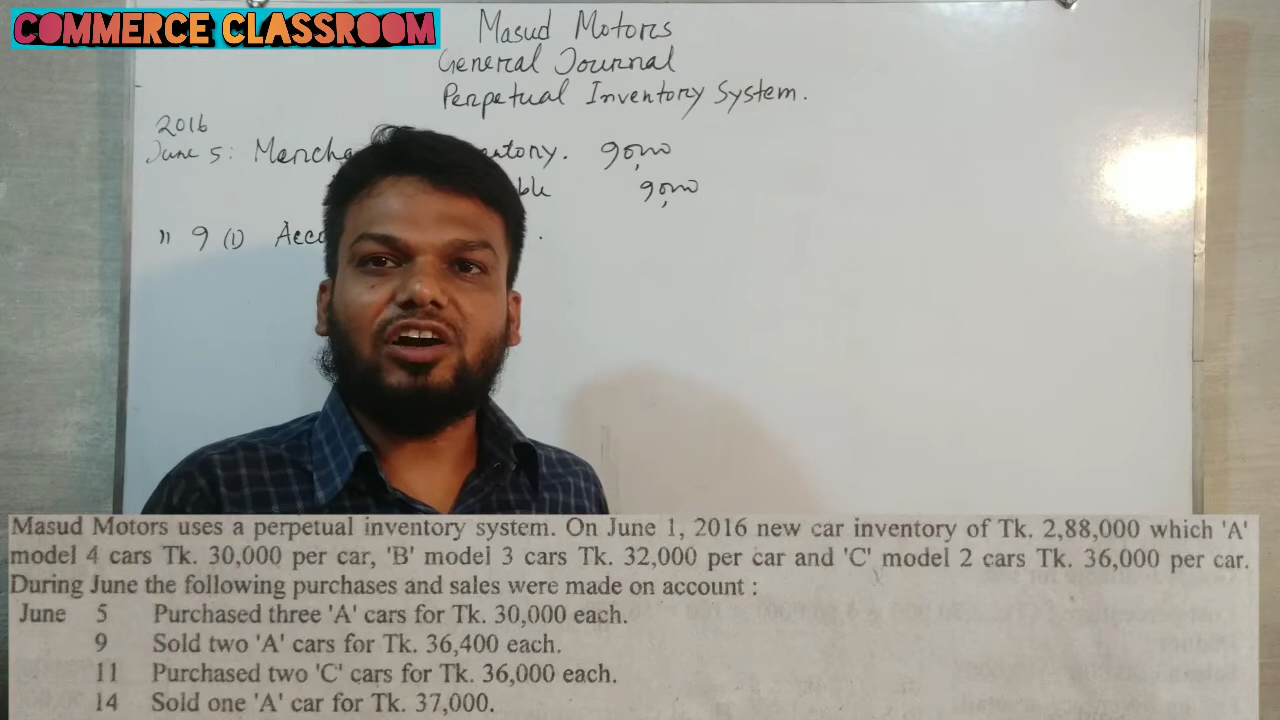 COMMERCE CLASSROOM
Masud Motors
General Journal
Perpetual Inventory System.
2016
June 5: Mercha entory. 90,000
ble 90,000
" 9 (1) Acco .
Masud Motors uses a perpetual inventory system. On June 1, 2016 new car inventory of Tk. 2,88,000 which 'A'
model 4 cars Tk. 30,000 per car, 'B' model 3 cars Tk. 32,000 per car and 'C' model 2 cars Tk. 36,000 per car.
During June the following purchases and sales were made on account :
June 5 Purchased three 'A' cars for Tk. 30,000 each.
9 Sold two 'A' cars for Tk. 36,400 each.
11 Purchased two 'C' cars for Tk. 36,000 each.
14 Sold one 'A' car for Tk. 37,000.